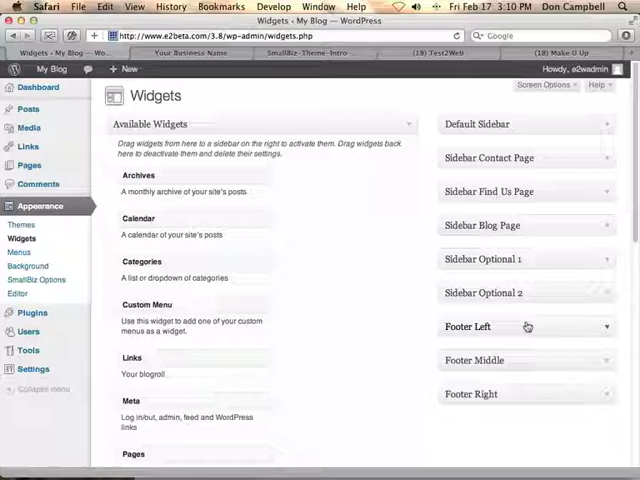 Safari File Edit View History Bookmarks Develop Window Help Fri Feb 17 3:10 PM Don Campbell
Widgets ‹ My Blog — WordPress
http://www.e2beta.com/3.8/wp-admin/widgets.php
Google
Widgets ‹ My Blog — Wo... Your Business Name SmallBiz-Theme-Intro- (18) Test2Web (18) Make U Up
My Blog + New Howdy, e2wadmin
Screen Options Help
Dashboard
Posts
Media
Links
Pages
Comments
Appearance
Themes
Widgets
Menus
Background
SmallBiz Options
Editor
Plugins
Users
Tools
Settings
Collapse menu
Widgets
Available Widgets
Drag widgets from here to a sidebar on the right to activate them. Drag widgets back
here to deactivate them and delete their settings.
Archives
A monthly archive of your site's posts
Calendar
A calendar of your site's posts
Categories
A list or dropdown of categories
Custom Menu
Use this widget to add one of your custom
menus as a widget.
Links
Your blogroll
Meta
Log in/out, admin, feed and WordPress
links
Pages
Default Sidebar
Sidebar Contact Page
Sidebar Find Us Page
Sidebar Blog Page
Sidebar Optional 1
Sidebar Optional 2
Footer Left
Footer Middle
Footer Right